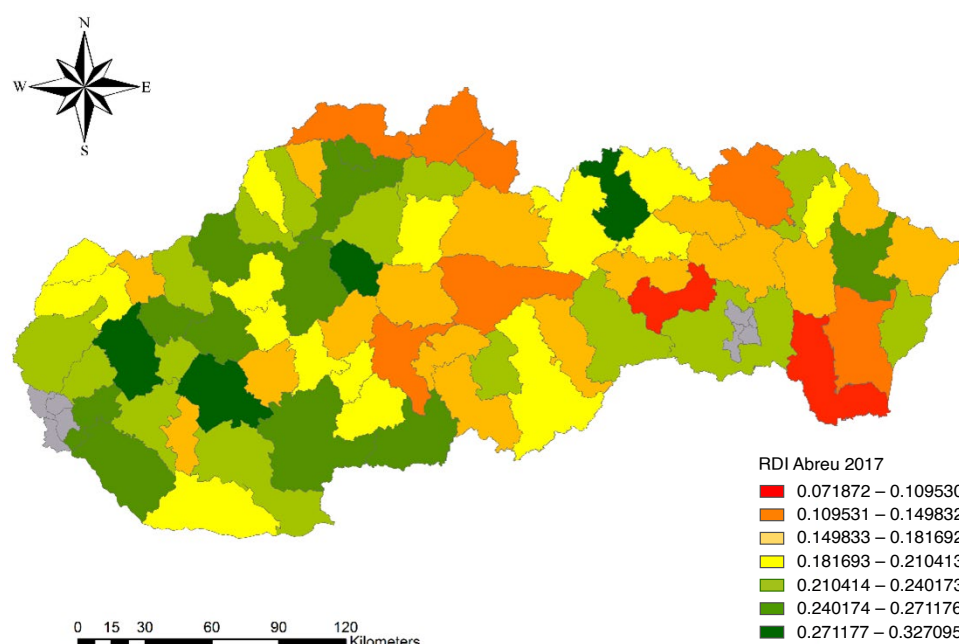 N
W E
S
RDI Abreu 2017
0.071872 – 0.109530
0.109531 – 0.149832
0.149833 – 0.181692
0.181693 – 0.210413
0.210414 – 0.240173
0.240174 – 0.271176
0.271177 – 0.327095
0 15 30 60 90 120
Kilometers